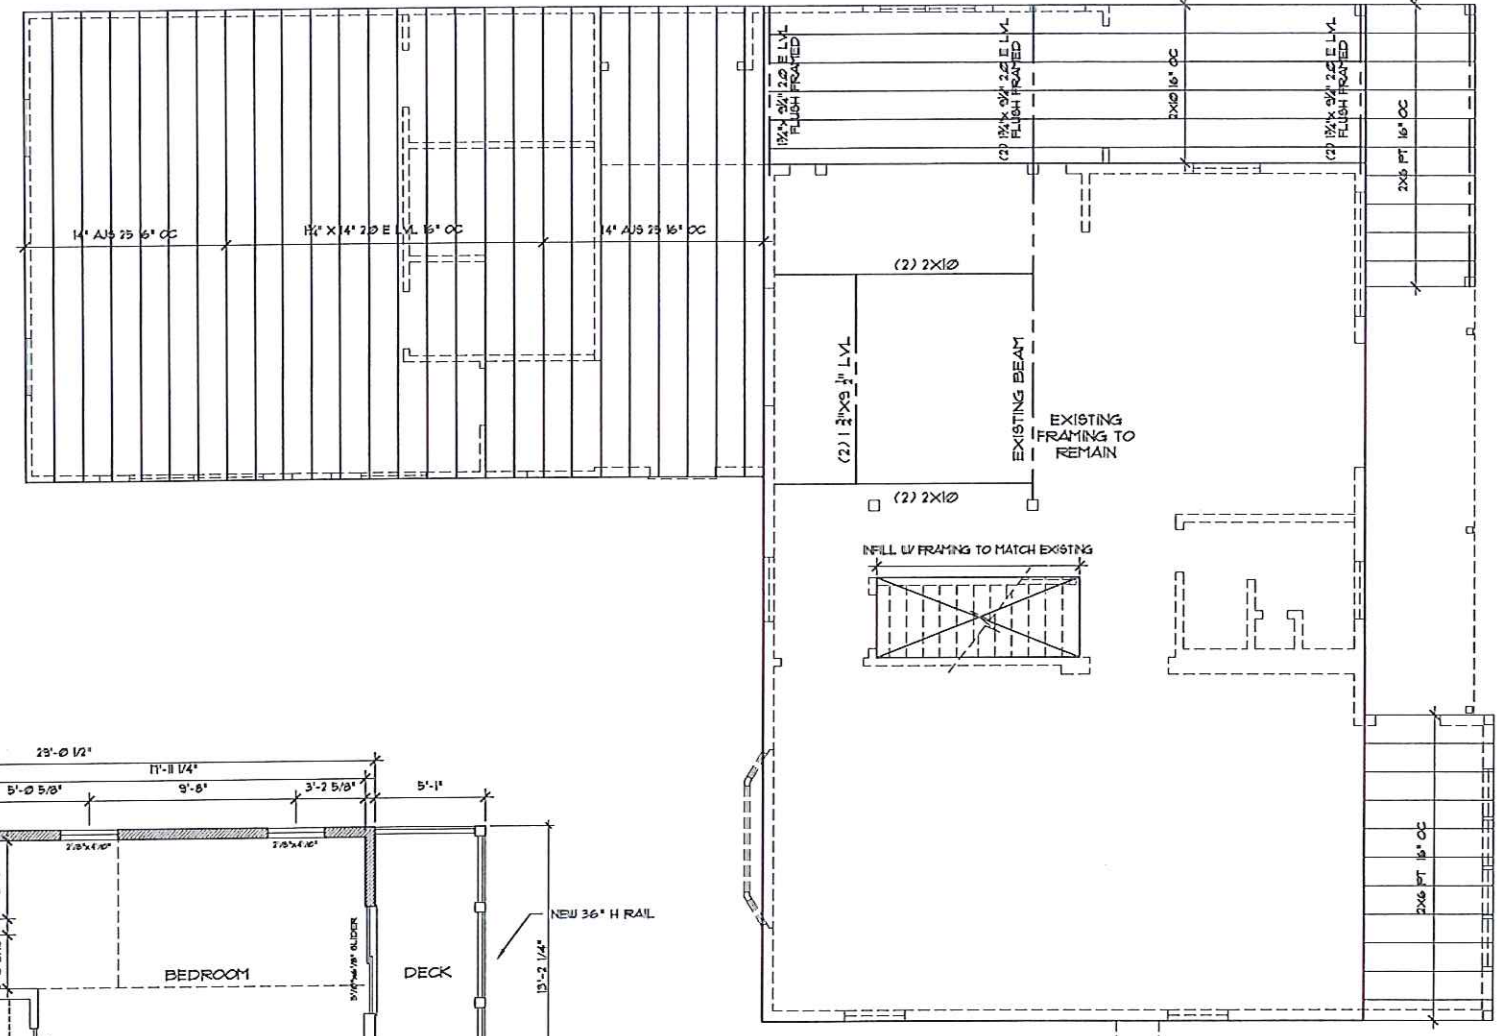 1¾" X 9¼" 2.0 E LVL
FLUSH FRAMED
(2) 1¾" X 9¼" 2.0 E LVL
FLUSH FRAMED
2X10 16" OC
(2) 1¾" X 9¼" 2.0 E LVL
FLUSH FRAMED
2X6 PT 16" OC
14" AJS 25 16" OC
1¾" X 14" 2.0 E LVL 16" OC
14" AJS 25 16" OC
(2) 2X10
(2) 1 ¾"X9 ½" LVL
EXISTING BEAM
EXISTING
FRAMING TO
REMAIN
(2) 2X10
INFILL W/ FRAMING TO MATCH EXISTING
2X6 PT 16" OC
23'-0 1/2"
11'-11 1/4"
5'-0 5/8"
9'-8"
3'-2 5/8"
5'-1"
NEW 36" H RAIL
13'-2 1/4"
SLIDER
BEDROOM
DECK